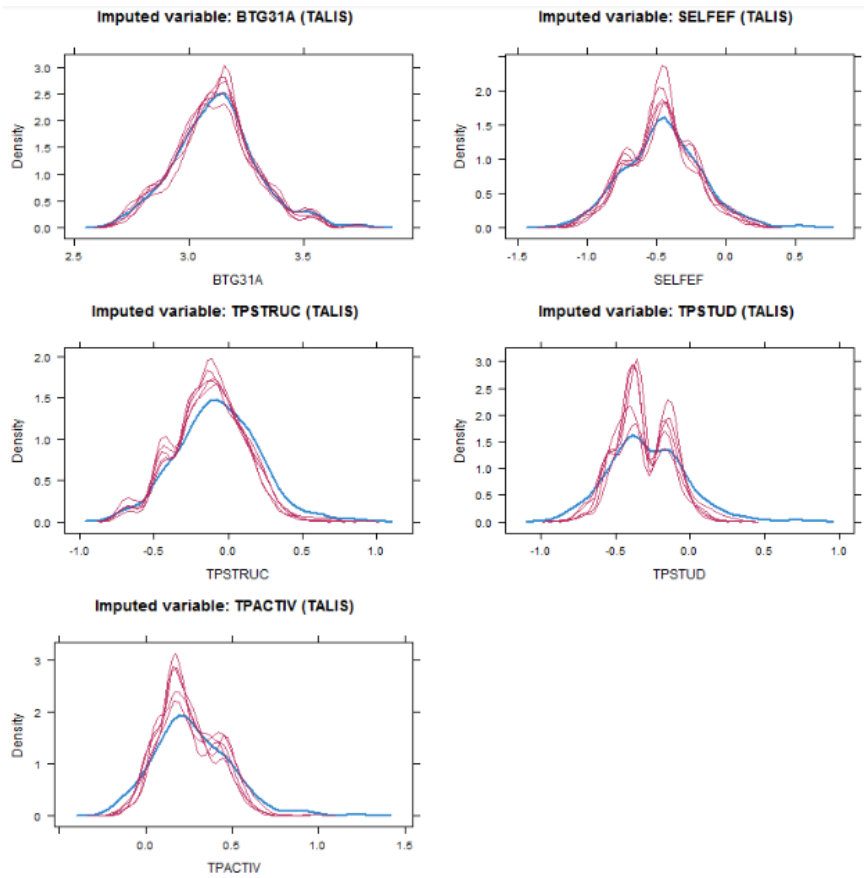 Imputed variable: BTG31A (TALIS)
Density
3.0
2.5
2.0
1.5
1.0
0.5
0.0
2.5 3.0 3.5
BTG31A
Imputed variable: SELFEF (TALIS)
Density
2.0
1.5
1.0
0.5
0.0
-1.5 -1.0 -0.5 0.0 0.5
SELFEF
Imputed variable: TPSTRUC (TALIS)
Density
2.0
1.5
1.0
0.5
0.0
-1.0 -0.5 0.0 0.5 1.0
TPSTRUC
Imputed variable: TPSTUD (TALIS)
Density
3.0
2.5
2.0
1.5
1.0
0.5
0.0
-1.0 -0.5 0.0 0.5 1.0
TPSTUD
Imputed variable: TPACTIV (TALIS)
Density
3
2
1
0
0.0 0.5 1.0 1.5
TPACTIV